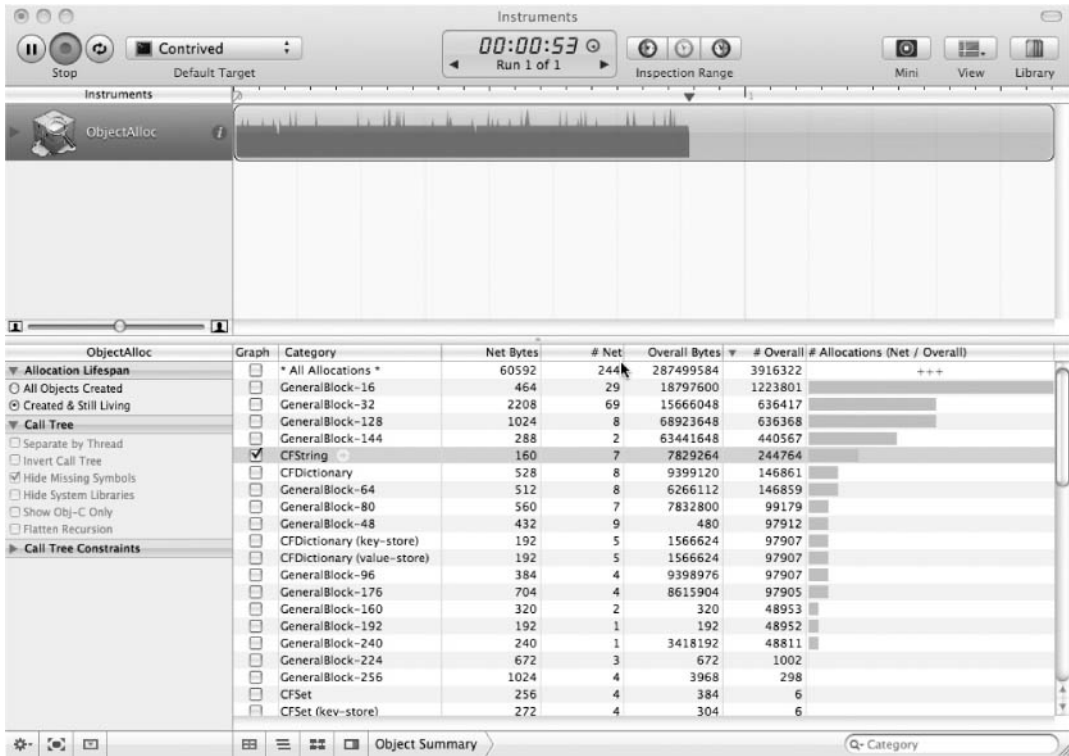 Instruments
Contrived
00:00:53
Run 1 of 1
Stop
Default Target
Inspection Range
Mini
View
Library
Instruments
ObjectAlloc
ObjectAlloc
Graph Category Net Bytes # Net Overall Bytes # Overall # Allocations (Net / Overall)
Allocation Lifespan
All Objects Created
Created & Still Living
Call Tree
Separate by Thread
Invert Call Tree
Hide Missing Symbols
Hide System Libraries
Show Obj-C Only
Flatten Recursion
Call Tree Constraints
* All Allocations * 60592 244 287499584 3916322 +++
GeneralBlock-16 464 29 18797600 1223801
GeneralBlock-32 2208 69 15666048 636417
GeneralBlock-128 1024 8 68923648 636368
GeneralBlock-144 288 2 63441648 440567
CFString 160 7 7829264 244764
CFDictionary 528 8 9399120 146861
GeneralBlock-64 512 8 6266112 146859
GeneralBlock-80 560 7 7832800 99179
GeneralBlock-48 432 9 480 97912
CFDictionary (key-store) 192 5 1566624 97907
CFDictionary (value-store) 192 5 1566624 97907
GeneralBlock-96 384 4 9398976 97907
GeneralBlock-176 704 4 8615904 97905
GeneralBlock-160 320 2 320 48953
GeneralBlock-192 192 1 192 48952
GeneralBlock-240 240 1 3418192 48811
GeneralBlock-224 672 3 672 1002
GeneralBlock-256 1024 4 3968 298
CFSet 256 4 384 6
CFSet (key-store) 272 4 304 6
Object Summary
Category